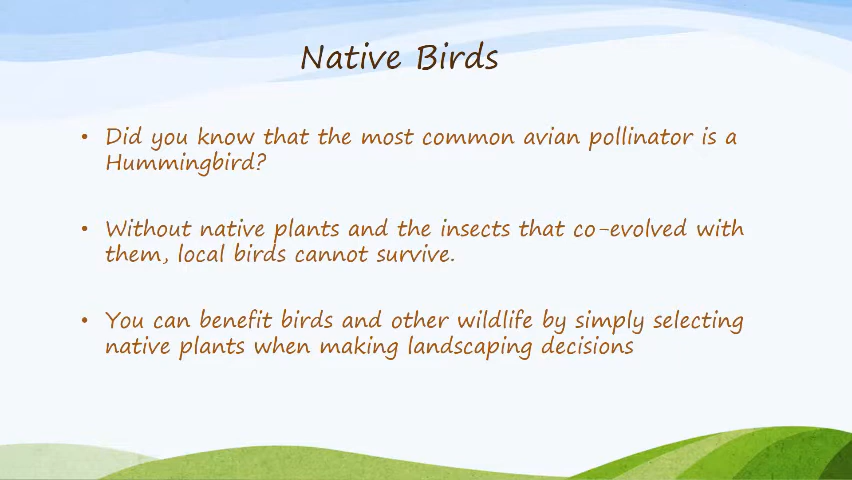 Native Birds
• Did you know that the most common avian pollinator is a
Hummingbird?
• Without native plants and the insects that co-evolved with
them, local birds cannot survive.
• You can benefit birds and other wildlife by simply selecting
native plants when making landscaping decisions